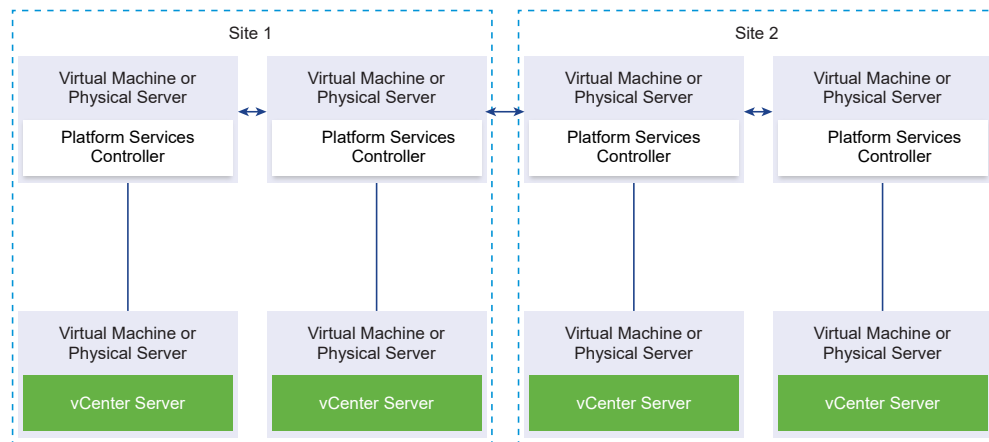 Site 1
Virtual Machine or
Physical Server
Platform Services
Controller
Virtual Machine or
Physical Server
Platform Services
Controller
Virtual Machine or
Physical Server
vCenter Server
Virtual Machine or
Physical Server
vCenter Server
Site 2
Virtual Machine or
Physical Server
Platform Services
Controller
Virtual Machine or
Physical Server
Platform Services
Controller
Virtual Machine or
Physical Server
vCenter Server
Virtual Machine or
Physical Server
vCenter Server